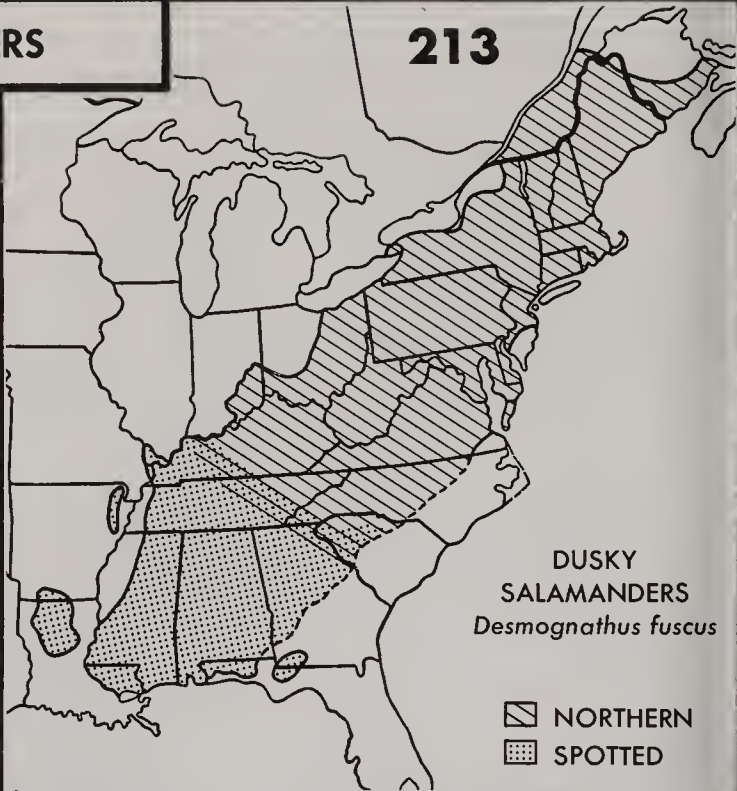 RS
213
DUSKY
SALAMANDERS
Desmognathus fuscus
NORTHERN
SPOTTED